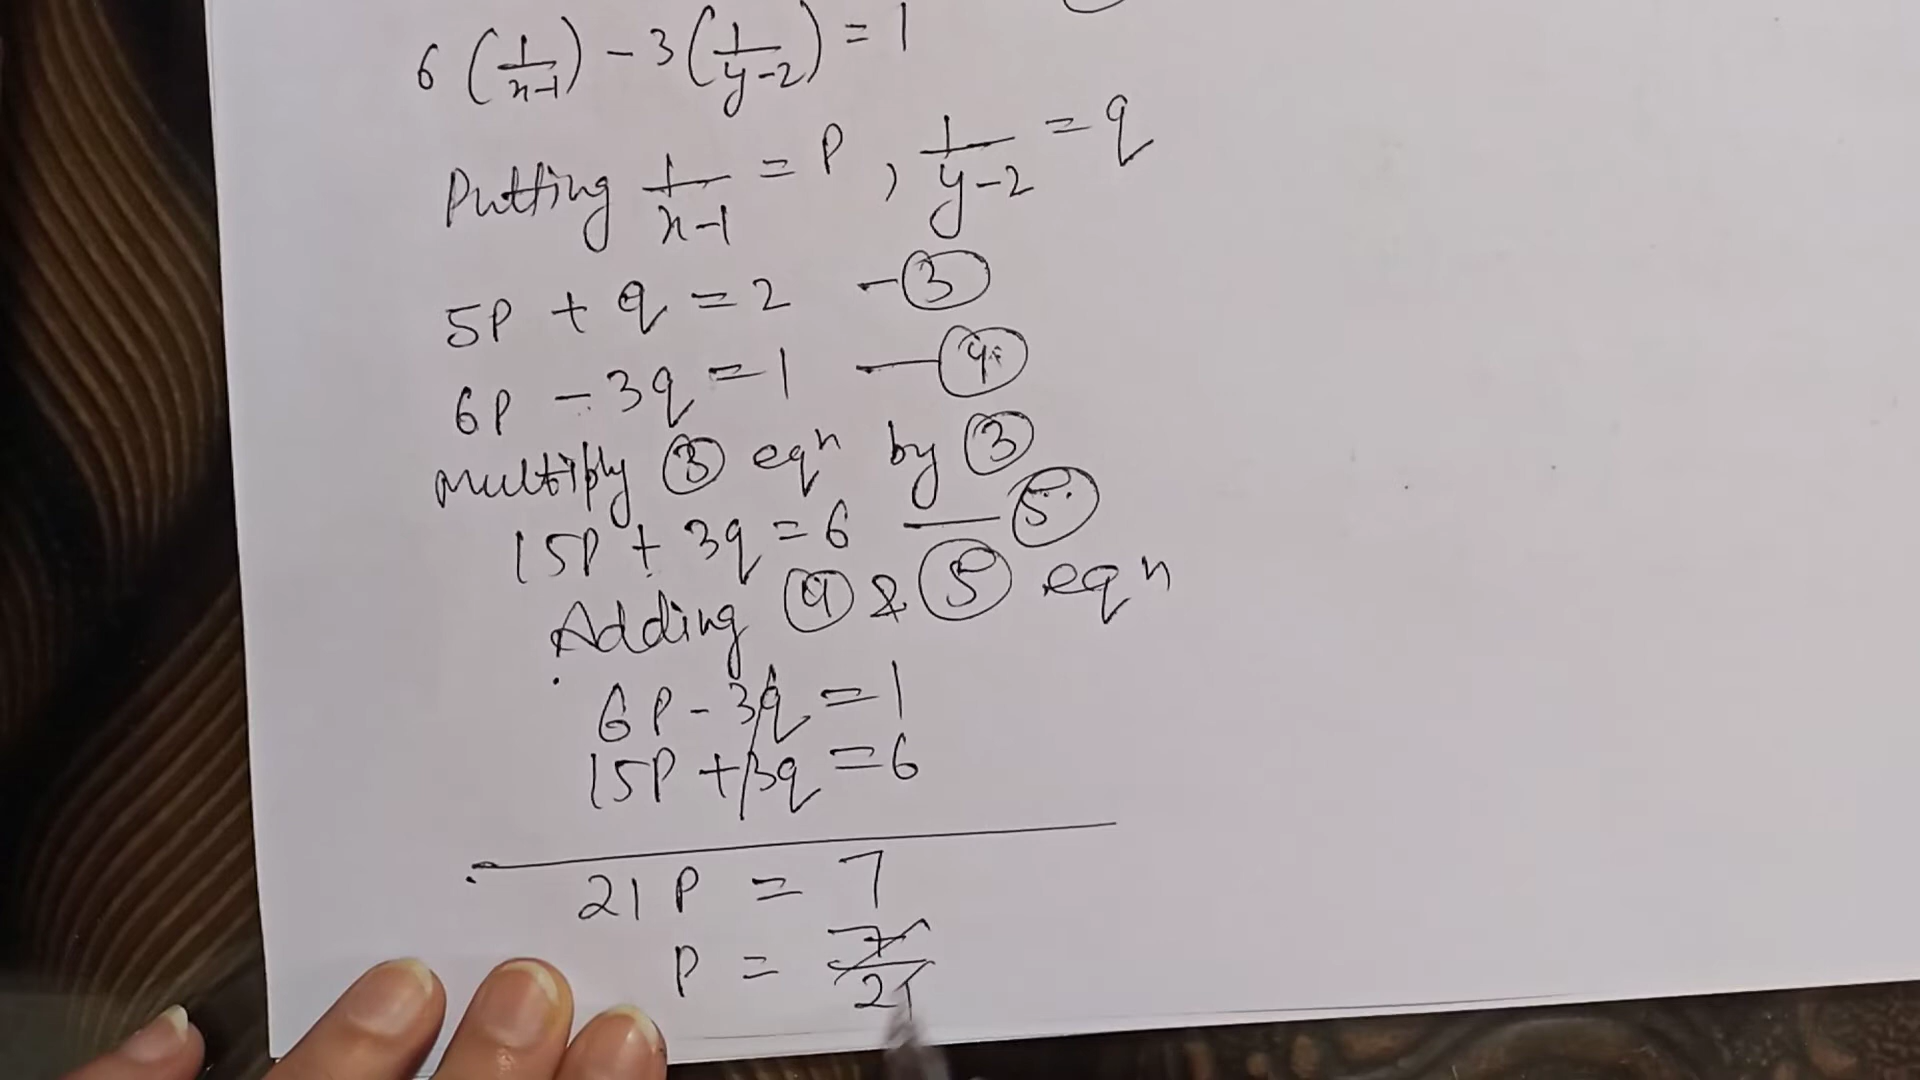 6 (1/x-1) - 3 (1/y-2) = 1
Putting 1/x-1 = P , 1/y-2 = q
5P + q = 2 - ③
6P - 3q = 1 — ④
Multiply ③ eqn by ③
15P + 3q = 6 — ⑤
Adding ④ & ⑤ eqn
6P - 3q = 1
15P + 3q = 6
21 P = 7
P = 7/21